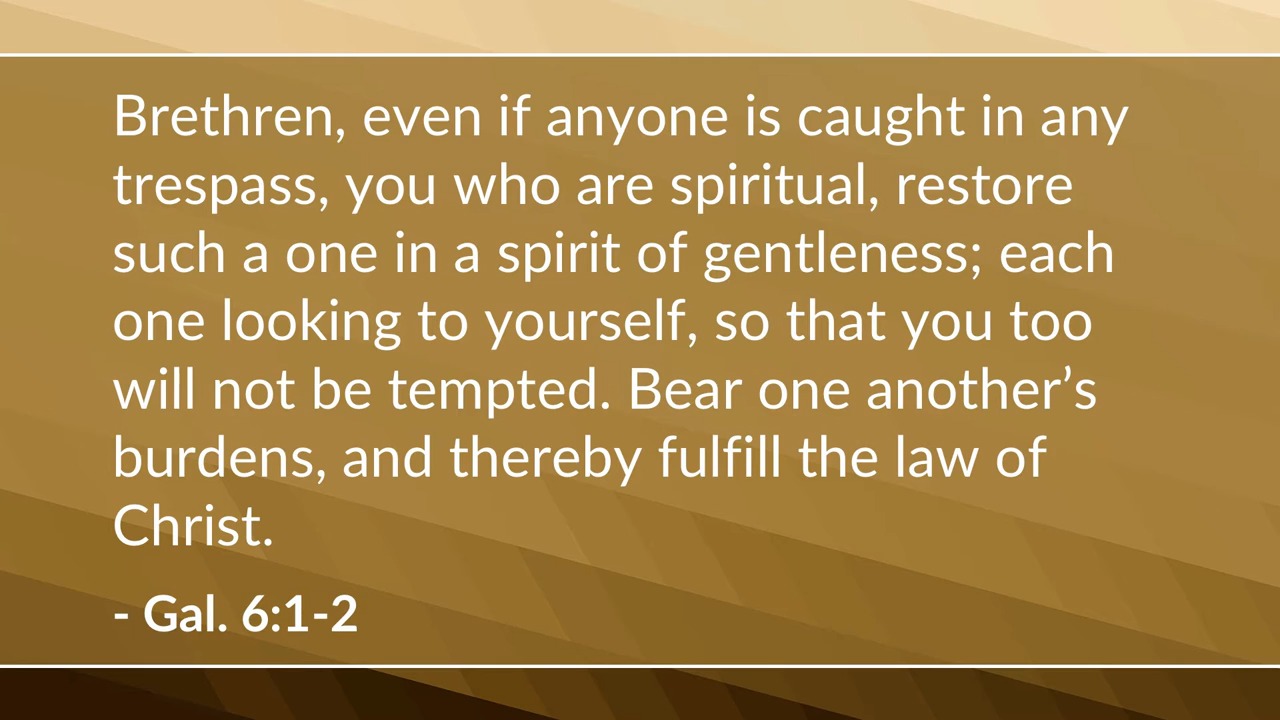 Brethren, even if anyone is caught in any
trespass, you who are spiritual, restore
such a one in a spirit of gentleness; each
one looking to yourself, so that you too
will not be tempted. Bear one another’s
burdens, and thereby fulfill the law of
Christ.
- Gal. 6:1-2